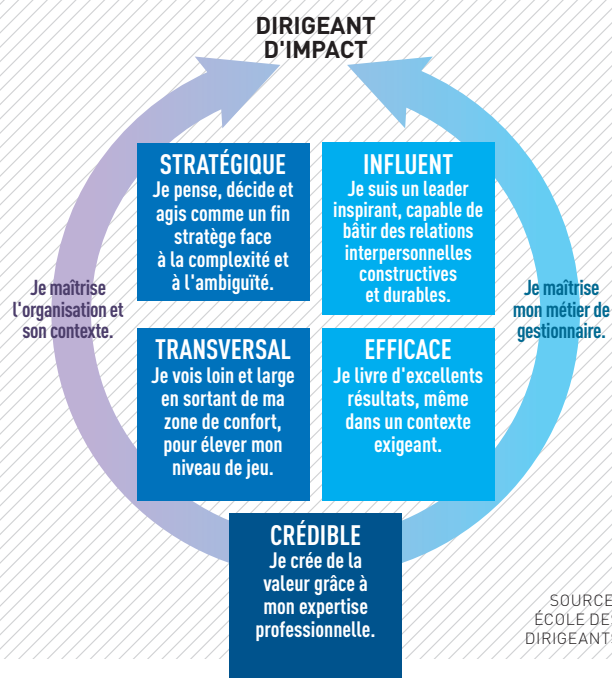 DIRIGEANT
D'IMPACT
STRATÉGIQUE
Je pense, décide et
agis comme un fin
stratège face
à la complexité et
à l'ambiguïté.
INFLUENT
Je suis un leader
inspirant, capable de
bâtir des relations
interpersonnelles
constructives
et durables.
Je maîtrise
l'organisation et
son contexte.
Je maîtrise
mon métier de
gestionnaire.
TRANSVERSAL
Je vois loin et large
en sortant de ma
zone de confort,
pour élever mon
niveau de jeu.
EFFICACE
Je livre d'excellents
résultats, même
dans un contexte
exigeant.
CRÉDIBLE
Je crée de la
valeur grâce à
mon expertise
professionnelle.
SOURCE
ÉCOLE DES
DIRIGEANTS